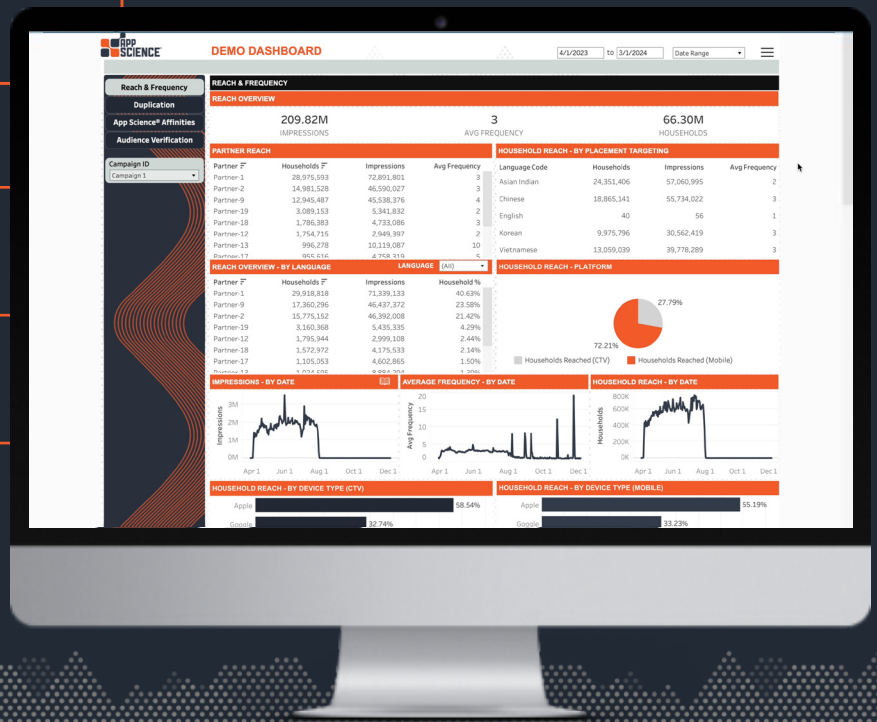 APP
SCIENCE
DEMO DASHBOARD
4/1/2023 to 3/1/2024 Date Range
Reach & Frequency
Duplication
App Science® Affinities
Audience Verification
Campaign ID
Campaign 1
REACH & FREQUENCY
REACH OVERVIEW
209.82M 3 66.30M
IMPRESSIONS AVG FREQUENCY HOUSEHOLDS
PARTNER REACH
Partner Households Impressions Avg Frequency
Partner-1 28,975,593 72,891,801 3
Partner-2 14,981,528 46,590,027 3
Partner-9 12,945,487 45,538,376 4
Partner-19 3,089,153 5,341,832 2
Partner-18 1,786,383 4,733,086 3
Partner-12 1,754,715 2,949,397 2
Partner-13 996,278 10,119,087 10
Partner-17 955,616 4,758,319 5
HOUSEHOLD REACH - BY PLACEMENT TARGETING
Language Code Households Impressions Avg Frequency
Asian Indian 24,351,406 57,060,995 2
Chinese 18,865,141 55,734,022 3
English 40 56 1
Korean 9,975,796 30,562,419 3
Vietnamese 13,059,039 39,778,289 3
REACH OVERVIEW - BY LANGUAGE LANGUAGE (All)
Partner Households Impressions Household %
Partner-1 29,918,818 71,339,133 40.63%
Partner-9 17,360,296 46,437,372 23.58%
Partner-2 15,775,152 46,392,008 21.42%
Partner-19 3,160,368 5,435,335 4.29%
Partner-12 1,795,944 2,999,108 2.44%
Partner-18 1,572,972 4,175,533 2.14%
Partner-17 1,105,053 4,602,865 1.50%
Partner-13
HOUSEHOLD REACH - PLATFORM
27.79%
72.21%
Households Reached (CTV) Households Reached (Mobile)
IMPRESSIONS - BY DATE
Impressions
3M
2M
1M
0M
Apr 1 Jun 1 Aug 1 Oct 1 Dec 1
AVERAGE FREQUENCY - BY DATE
Avg Frequency
20
15
10
5
0
Apr 1 Jun 1 Aug 1 Oct 1 Dec 1
HOUSEHOLD REACH - BY DATE
Households
800K
600K
400K
200K
0K
Apr 1 Jun 1 Aug 1 Oct 1 Dec 1
HOUSEHOLD REACH - BY DEVICE TYPE (CTV)
Apple 58.54%
Google 32.74%
HOUSEHOLD REACH - BY DEVICE TYPE (MOBILE)
Apple 55.19%
Google 33.23%